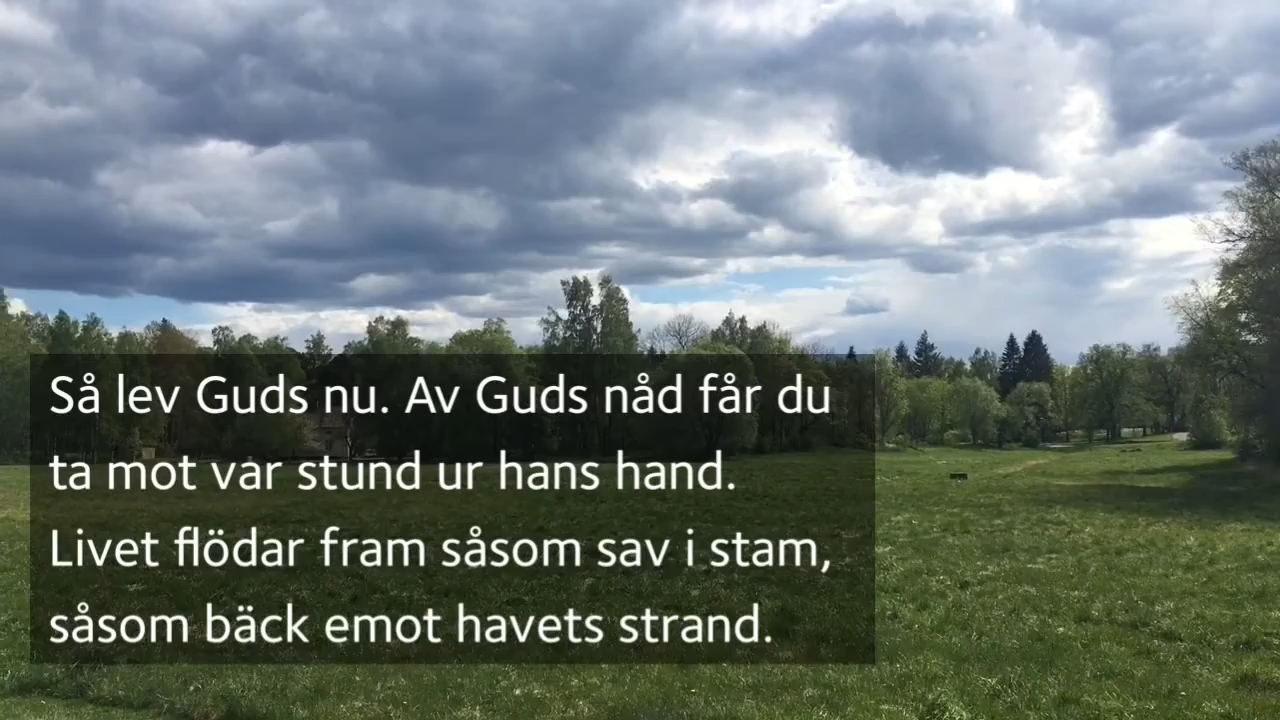 Så lev Guds nu. Av Guds nåd får du
ta mot var stund ur hans hand.
Livet flödar fram såsom sav i stam,
såsom bäck emot havets strand.